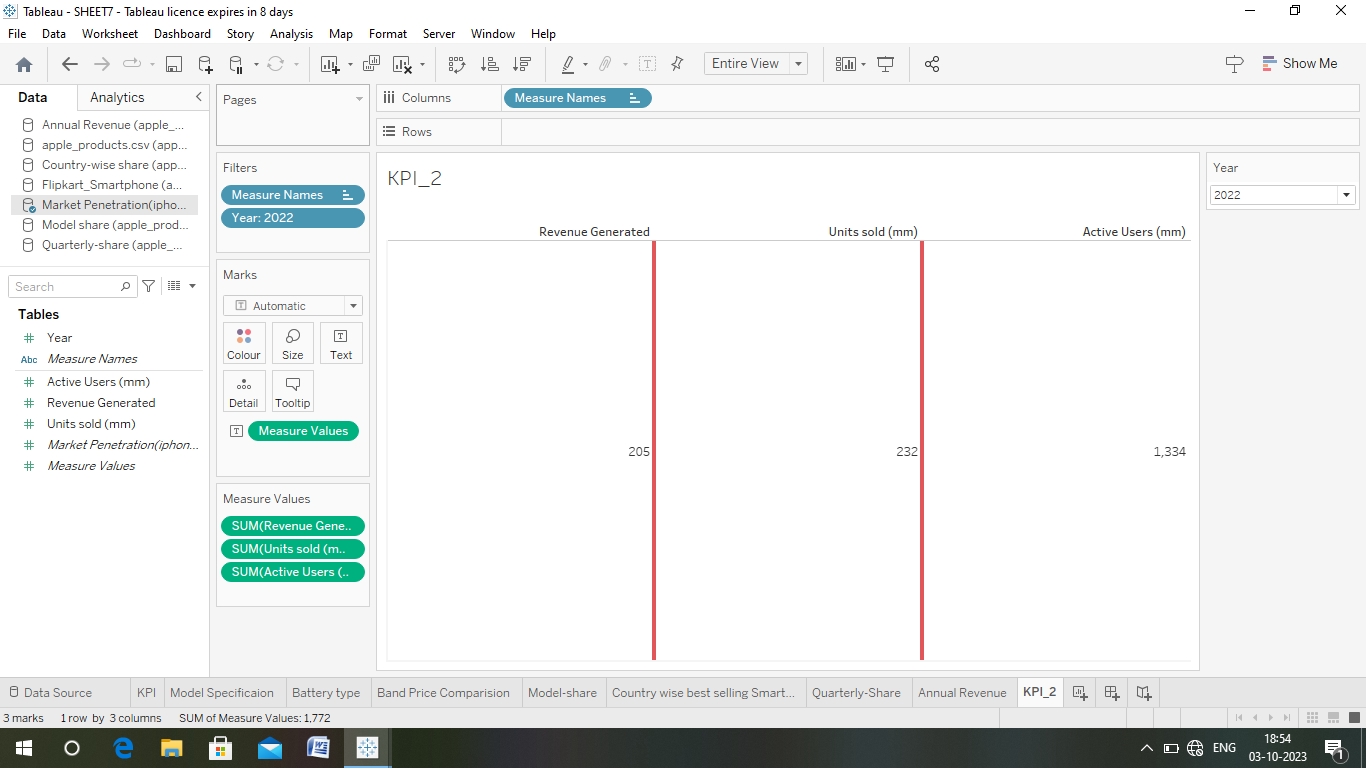 Tableau - SHEET7 - Tableau licence expires in 8 days
File Data Worksheet Dashboard Story Analysis Map Format Server Window Help
Entire View
Show Me
Data Analytics
Annual Revenue (apple_...
apple_products.csv (app...
Country-wise share (app...
Flipkart_Smartphone (a...
Market Penetration(ipho...
Model share (apple_prod...
Quarterly-share (apple_...
Search
Tables
Year
Abc Measure Names
Active Users (mm)
Revenue Generated
Units sold (mm)
Market Penetration(iphon...
Measure Values
Pages
Filters
Measure Names
Year: 2022
Marks
T Automatic
Colour Size Text
Detail Tooltip
T Measure Values
Measure Values
SUM(Revenue Gene..
SUM(Units sold (m..
SUM(Active Users (..
Columns Measure Names
Rows
KPI_2
Revenue Generated Units sold (mm) Active Users (mm)
205 232 1,334
Year
2022
Data Source KPI Model Specificaion Battery type Band Price Comparision Model-share Country wise best selling Smart... Quarterly-Share Annual Revenue KPI_2
3 marks 1 row by 3 columns SUM of Measure Values: 1,772
ENG 18:54
03-10-2023
1